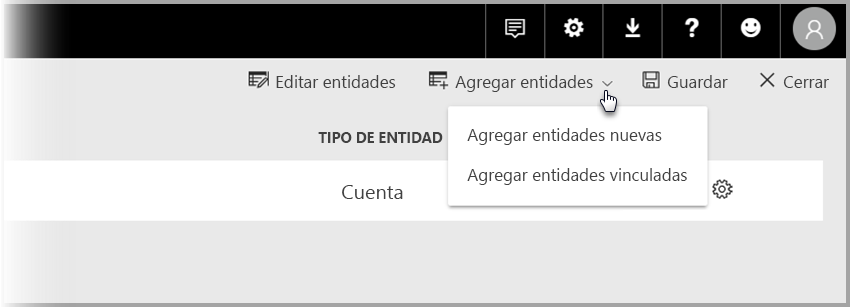 Editar entidades
Agregar entidades
Guardar
Cerrar
TIPO DE ENTIDAD
Agregar entidades nuevas
Agregar entidades vinculadas
Cuenta